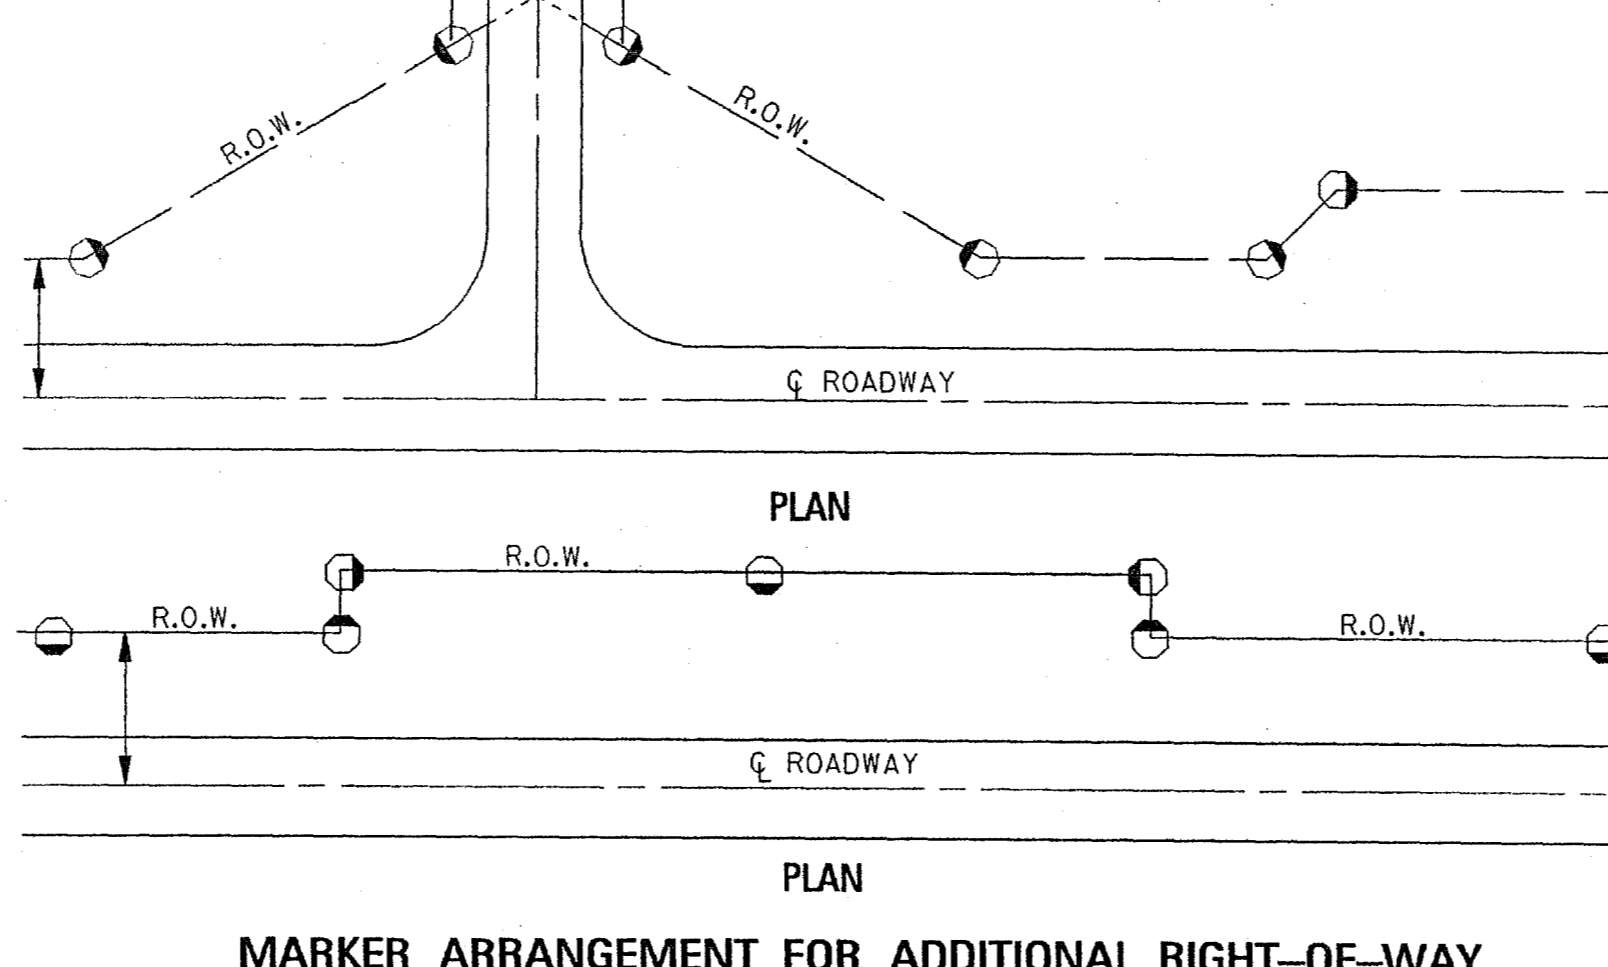 R.O.W.
R.O.W.
℄ ROADWAY
PLAN
R.O.W.
R.O.W.
R.O.W.
℄ ROADWAY
PLAN
MARKER ARRANGEMENT FOR ADDITIONAL RIGHT–OF–WAY